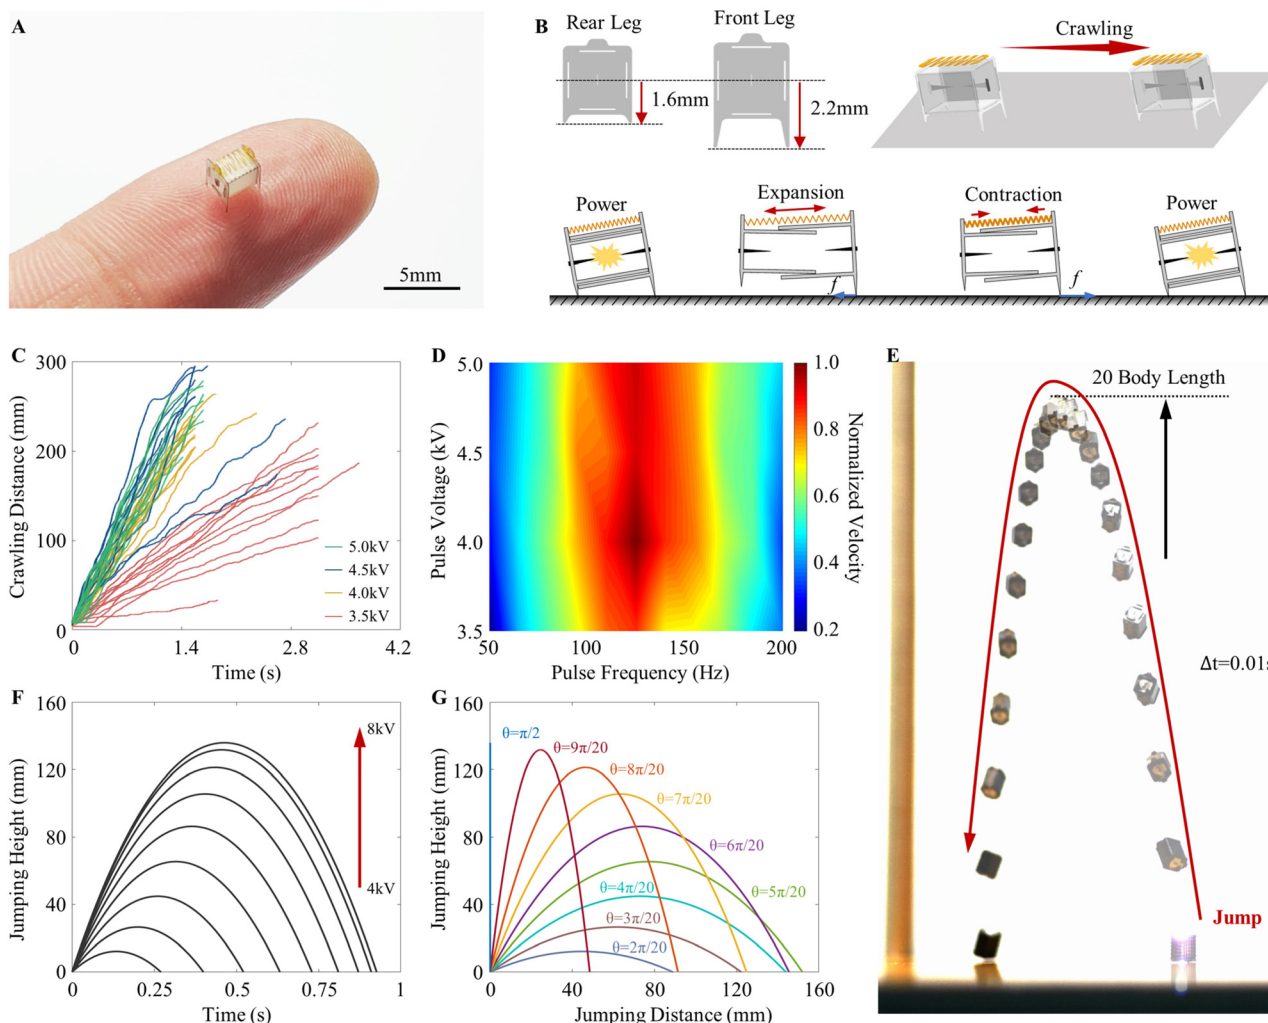 A
5mm
B
Rear Leg
Front Leg
1.6mm
2.2mm
Crawling
Power
Expansion
Contraction
Power
f
f
C
Crawling Distance (mm)
300
200
100
0
0
1.4
2.8
4.2
Time (s)
5.0kV
4.5kV
4.0kV
3.5kV
D
Pulse Voltage (kV)
5.0
4.5
4.0
3.5
50
100
150
200
Pulse Frequency (Hz)
1.0
0.8
0.6
0.4
0.2
Normalized Velocity
E
20 Body Length
Δt=0.01s
Jump
F
Jumping Height (mm)
160
120
80
40
0
0
0.25
0.5
0.75
1
Time (s)
8kV
4kV
G
Jumping Height (mm)
160
120
80
40
0
0
40
80
120
160
Jumping Distance (mm)
θ=π/2
θ=9π/20
θ=8π/20
θ=7π/20
θ=6π/20
θ=5π/20
θ=4π/20
θ=3π/20
θ=2π/20